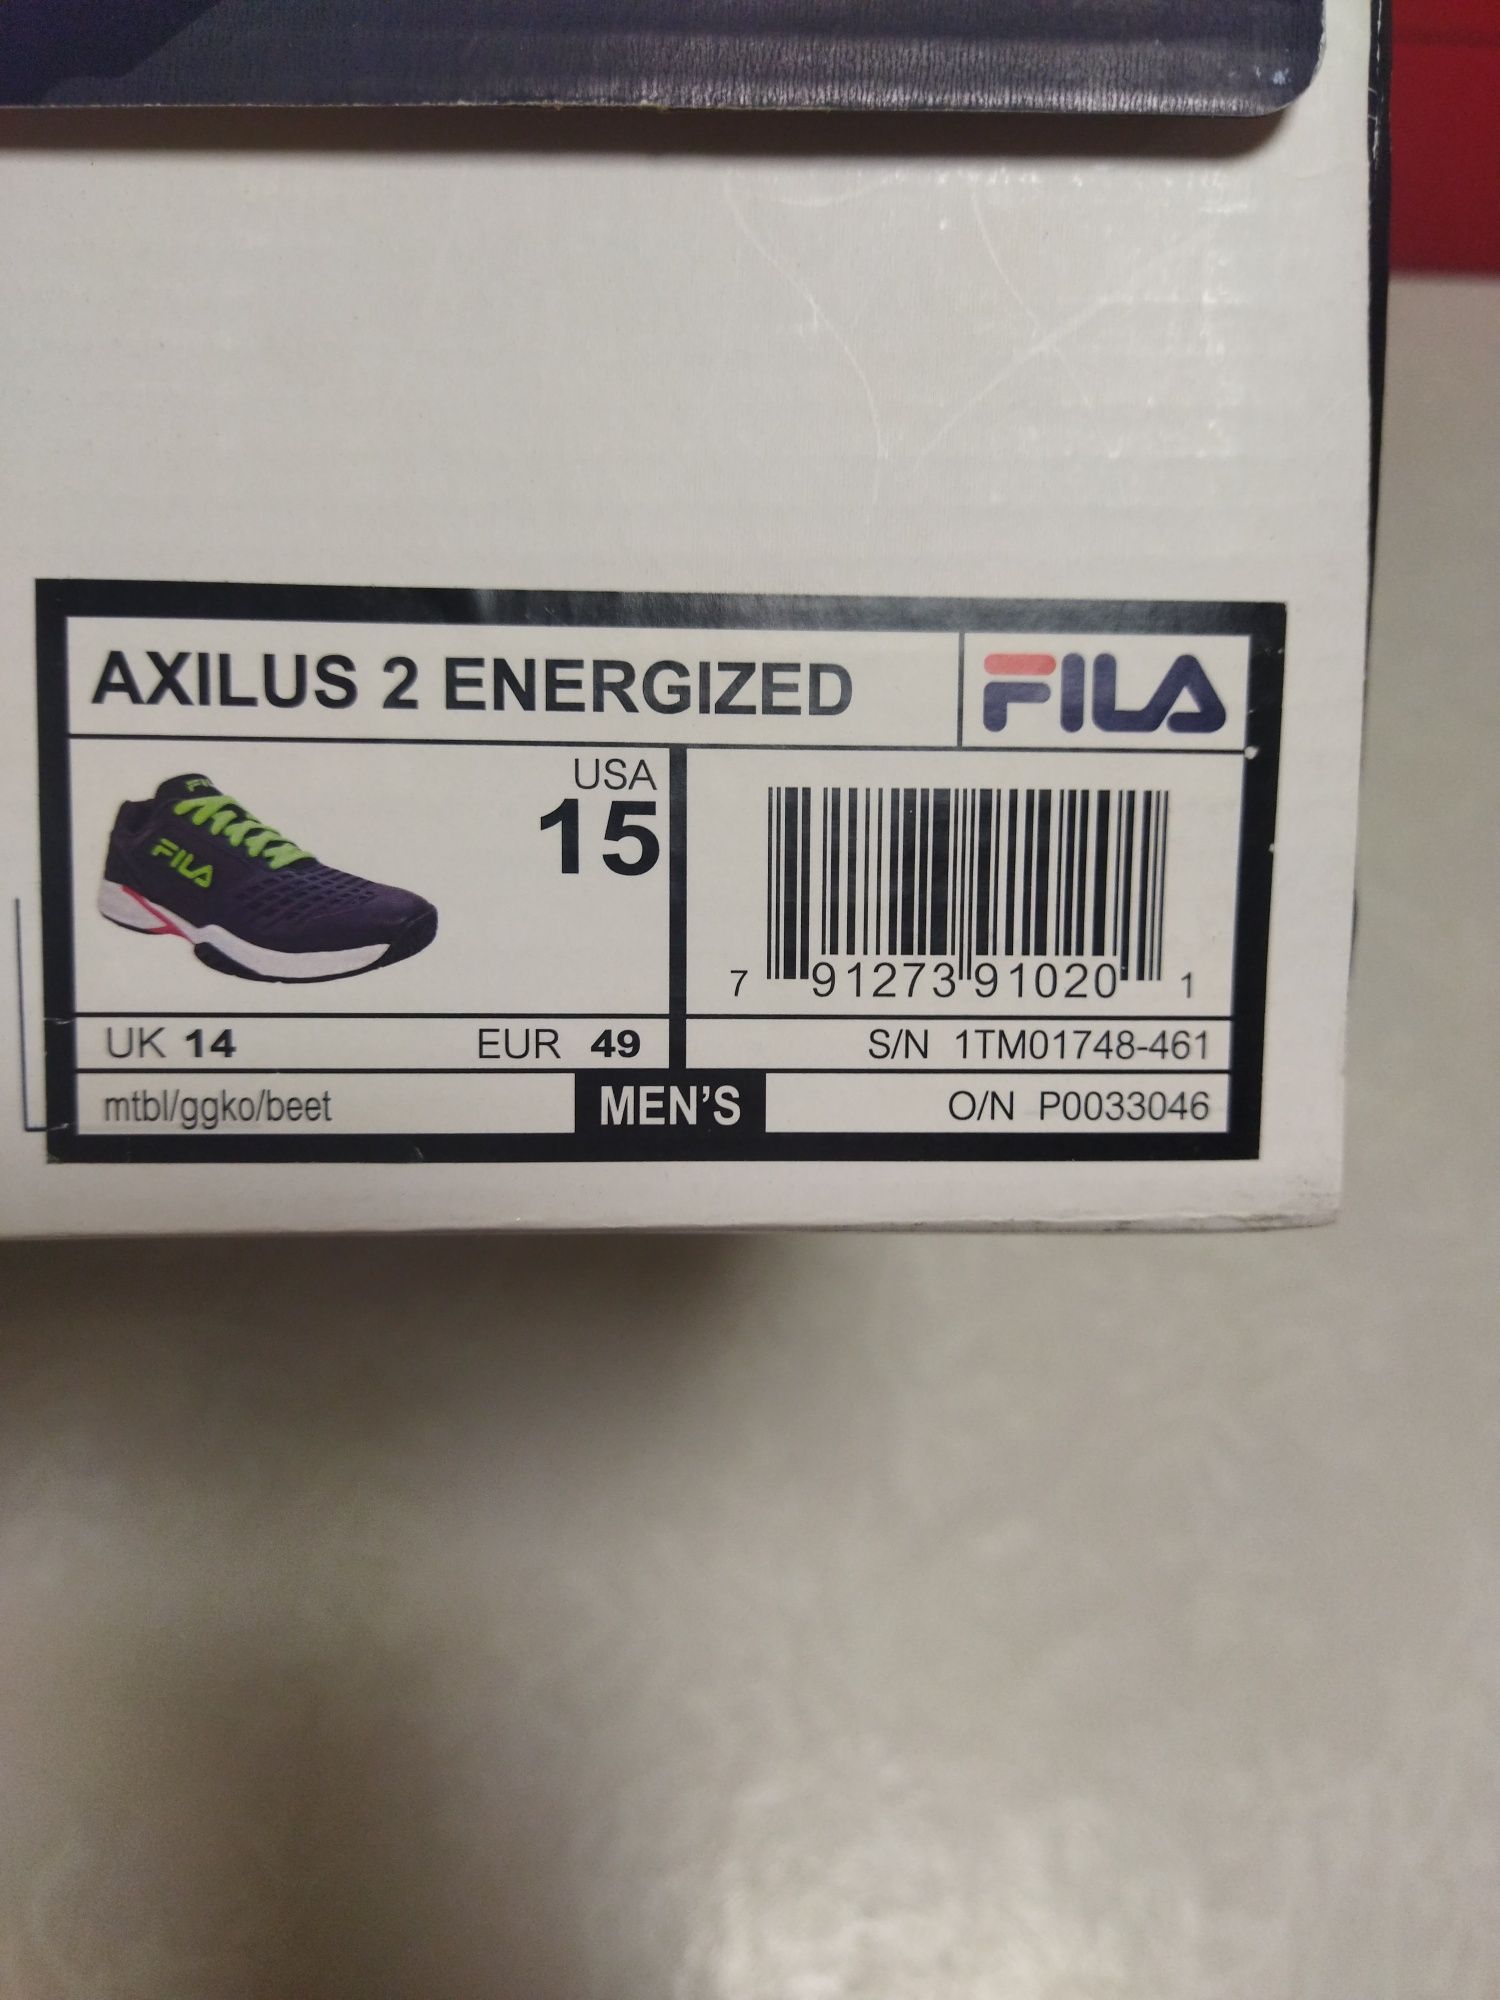 AXILUS 2 ENERGIZED FILA
USA
15
FILA
7 91273 91020 1
UK 14 EUR 49 S/N 1TM01748-461
mtbl/ggko/beet MEN'S O/N P0033046